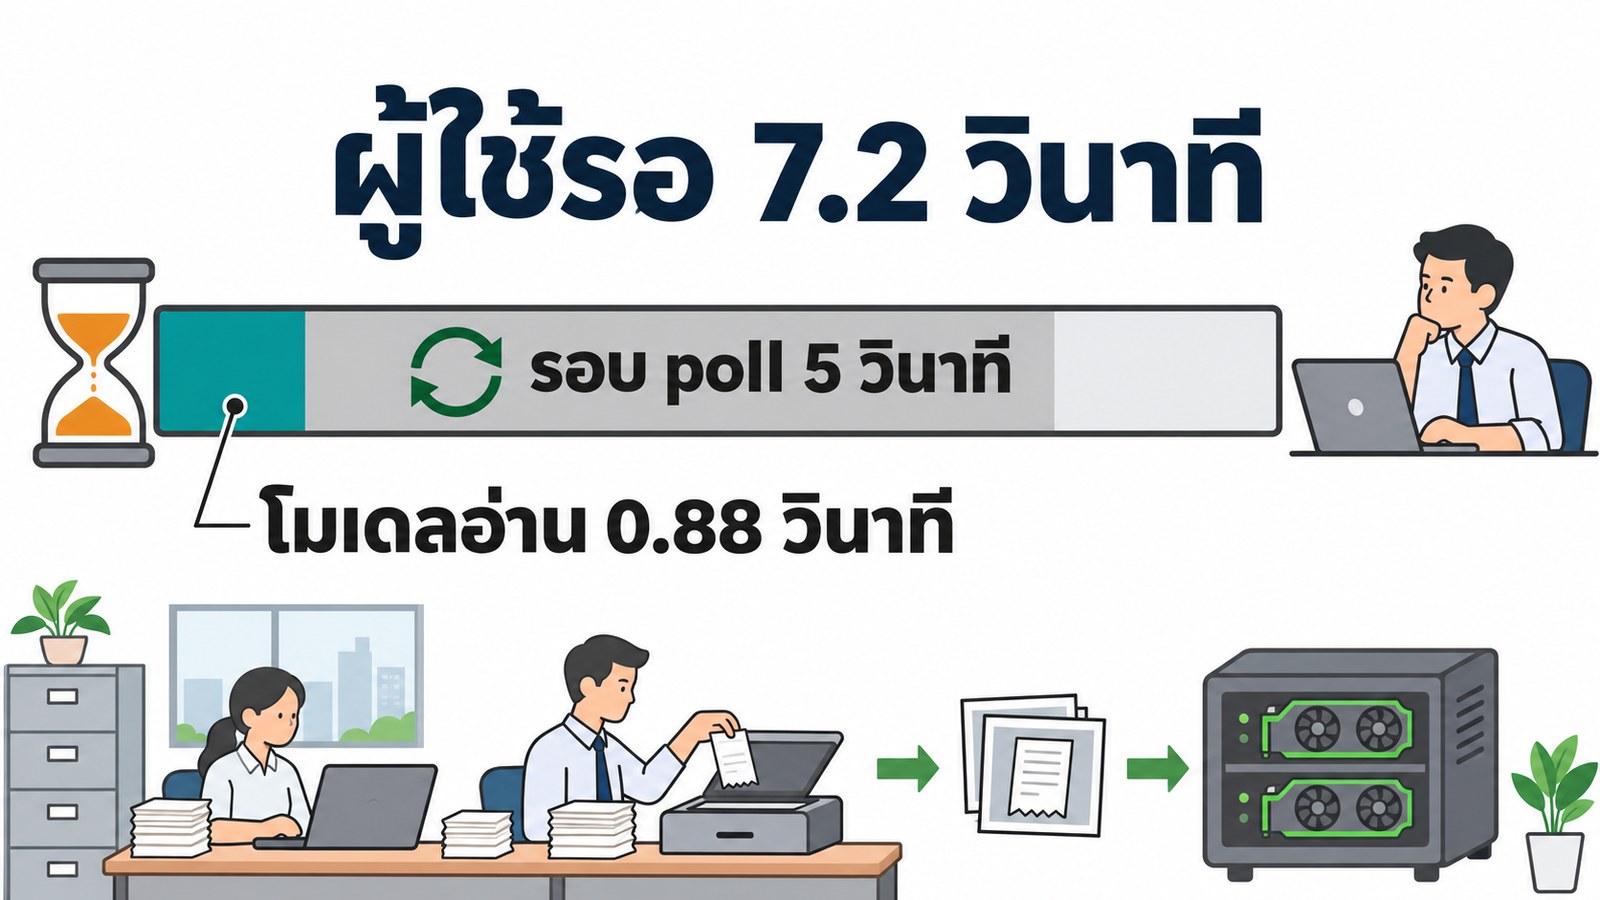 ผู้ใช้รอ 7.2 วินาที
รอบ poll 5 วินาที
โมเดลอ่าน 0.88 วินาที